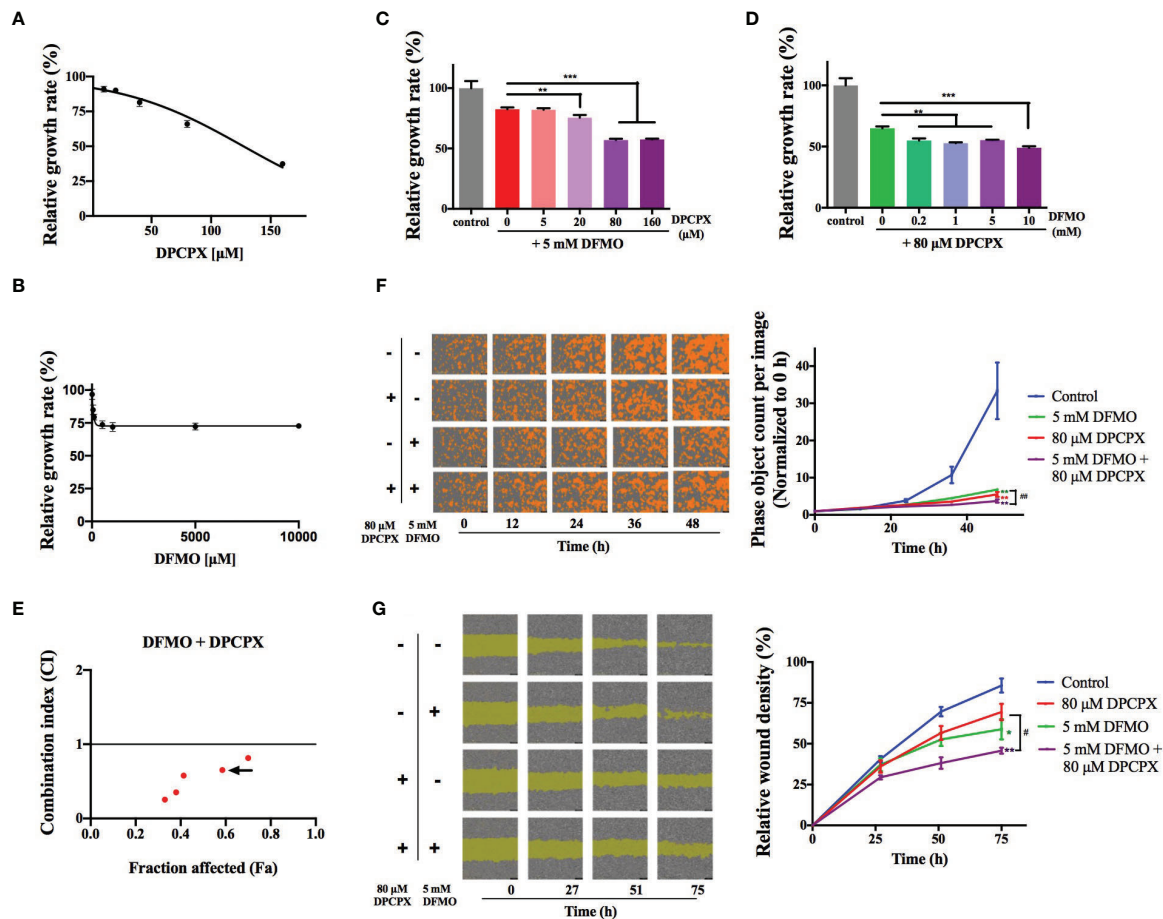 A
Relative growth rate (%)
100
75
50
25
0
50
100
150
DPCPX [μM]
C
Relative growth rate (%)
100
50
0
**
***
control
0
5
20
80
160
DPCPX
(μM)
+ 5 mM DFMO
D
Relative growth rate (%)
100
50
0
**
***
control
0
0.2
1
5
10
DFMO
(mM)
+ 80 μM DPCPX
B
Relative growth rate (%)
100
75
50
25
0
0
5000
10000
DFMO [μM]
F
- -
+ -
- +
+ +
80 μM DPCPX
5 mM DFMO
0
12
24
36
48
Time (h)
Phase object count per image
(Normalized to 0 h)
40
30
20
10
0
0
20
40
Time (h)
**
**
**
##
Control
5 mM DFMO
80 μM DPCPX
5 mM DFMO +
80 μM DPCPX
E
DFMO + DPCPX
Combination index (CI)
2
1
0
0.0
0.2
0.4
0.6
0.8
1.0
Fraction affected (Fa)
G
- -
- +
+ -
+ +
80 μM DPCPX
5 mM DFMO
0
27
51
75
Time (h)
Relative wound density (%)
100
75
50
25
0
0
25
50
75
Time (h)
*
**
#
Control
80 μM DPCPX
5 mM DFMO
5 mM DFMO +
80 μM DPCPX